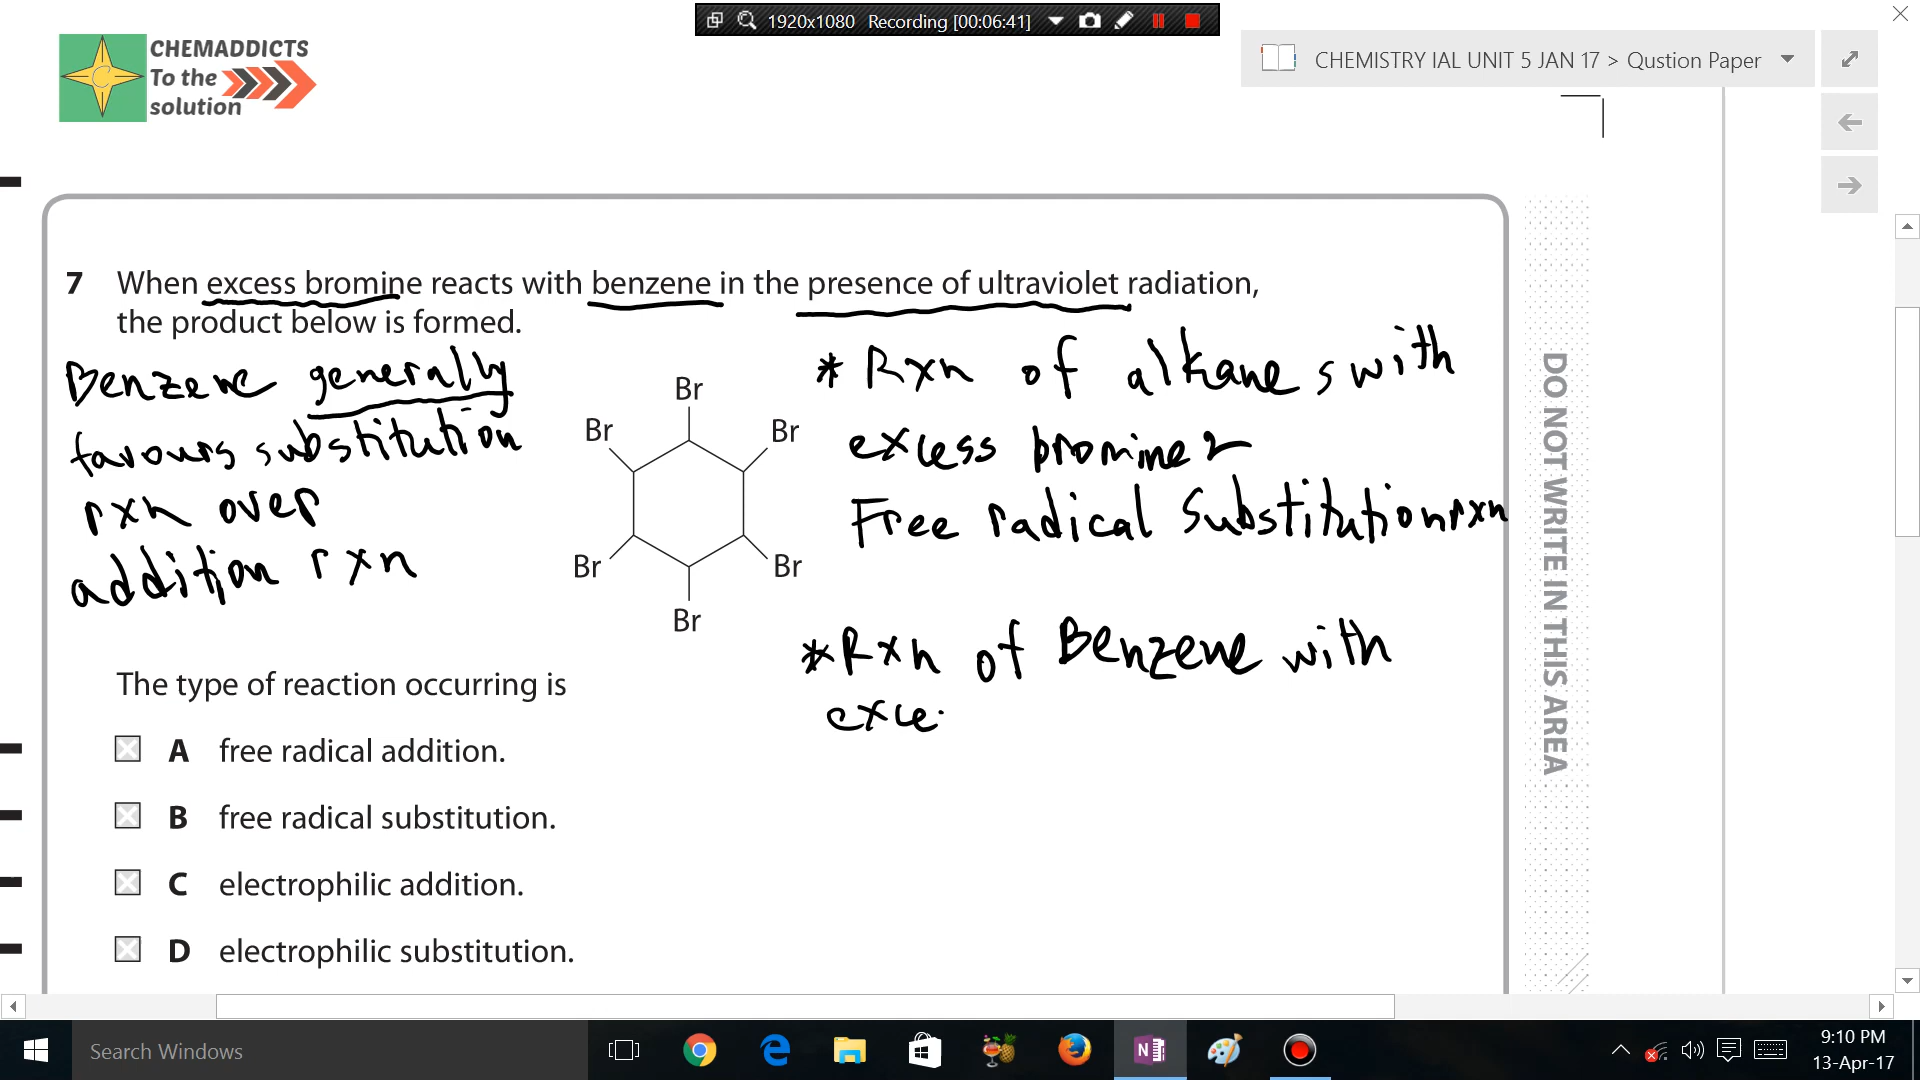 1920x1080 Recording [00:06:41]
CHEMADDICTS
To the
solution
CHEMISTRY IAL UNIT 5 JAN 17 > Qustion Paper
7 When excess bromine reacts with benzene in the presence of ultraviolet radiation,
the product below is formed.
Benzene generally
favours substitution
rxn over
addition rxn
Br
Br
Br
Br
Br
Br
* Rxn of alkanes with
excess bromine
Free radical Substitution rxn
* Rxn of Benzene with
exce
The type of reaction occurring is
A free radical addition.
B free radical substitution.
C electrophilic addition.
D electrophilic substitution.
DO NOT WRITE IN THIS AREA
Search Windows
9:10 PM
13-Apr-17